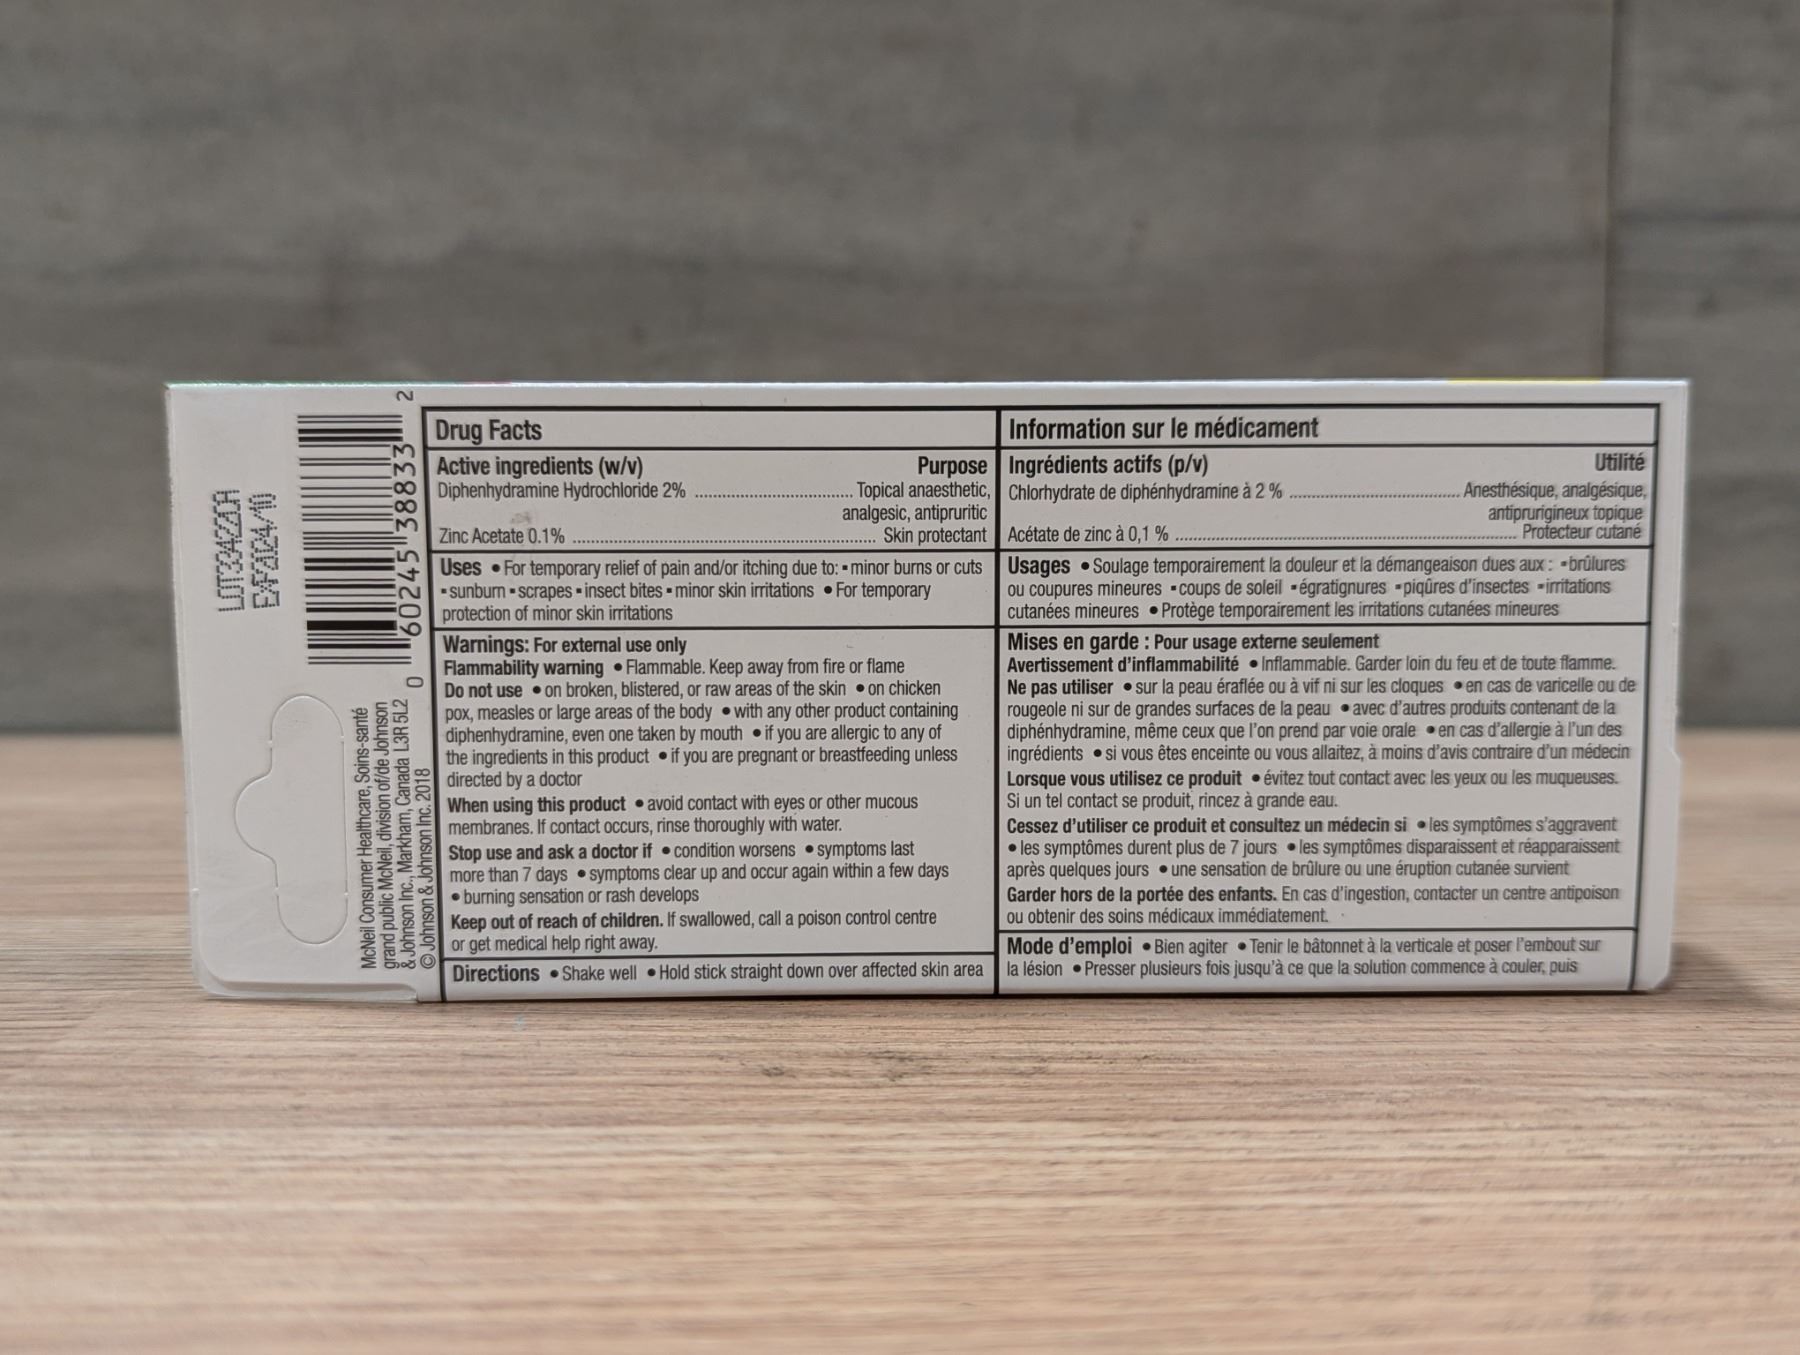 LOT334220A
EXP2024/10
0 60245 38833 2
McNeil Consumer Healthcare, Soins-santé
grand public McNeil, division of/de Johnson
& Johnson Inc., Markham, Canada L3R 5L2
© Johnson & Johnson Inc. 2018
Drug Facts
Active ingredients (w/v) Purpose
Diphenhydramine Hydrochloride 2% ............................. Topical anaesthetic,
analgesic, antipruritic
Zinc Acetate 0.1% ........................................................ Skin protectant
Uses • For temporary relief of pain and/or itching due to: ▪ minor burns or cuts
▪ sunburn ▪ scrapes ▪ insect bites ▪ minor skin irritations • For temporary
protection of minor skin irritations
Warnings: For external use only
Flammability warning • Flammable. Keep away from fire or flame
Do not use • on broken, blistered, or raw areas of the skin • on chicken
pox, measles or large areas of the body • with any other product containing
diphenhydramine, even one taken by mouth • if you are allergic to any of
the ingredients in this product • if you are pregnant or breastfeeding unless
directed by a doctor
When using this product • avoid contact with eyes or other mucous
membranes. If contact occurs, rinse thoroughly with water.
Stop use and ask a doctor if • condition worsens • symptoms last
more than 7 days • symptoms clear up and occur again within a few days
• burning sensation or rash develops
Keep out of reach of children. If swallowed, call a poison control centre
or get medical help right away.
Directions • Shake well • Hold stick straight down over affected skin area
Information sur le médicament
Ingrédients actifs (p/v) Utilité
Chlorhydrate de diphénhydramine à 2 % ............................... Anesthésique, analgésique,
antiprurigineux topique
Acétate de zinc à 0,1 % ............................................................ Protecteur cutané
Usages • Soulage temporairement la douleur et la démangeaison dues aux : ▪ brûlures
ou coupures mineures ▪ coups de soleil ▪ égratignures ▪ piqûres d'insectes ▪ irritations
cutanées mineures • Protège temporairement les irritations cutanées mineures
Mises en garde : Pour usage externe seulement
Avertissement d'inflammabilité • Inflammable. Garder loin du feu et de toute flamme.
Ne pas utiliser • sur la peau éraflée ou à vif ni sur les cloques • en cas de varicelle ou de
rougeole ni sur de grandes surfaces de la peau • avec d'autres produits contenant de la
diphénhydramine, même ceux que l'on prend par voie orale • en cas d'allergie à l'un des
ingrédients • si vous êtes enceinte ou vous allaitez, à moins d'avis contraire d'un médecin
Lorsque vous utilisez ce produit • évitez tout contact avec les yeux ou les muqueuses.
Si un tel contact se produit, rincez à grande eau.
Cessez d'utiliser ce produit et consultez un médecin si • les symptômes s'aggravent
• les symptômes durent plus de 7 jours • les symptômes disparaissent et réapparaissent
après quelques jours • une sensation de brûlure ou une éruption cutanée survient
Garder hors de la portée des enfants. En cas d'ingestion, contacter un centre antipoison
ou obtenir des soins médicaux immédiatement.
Mode d'emploi • Bien agiter • Tenir le bâtonnet à la verticale et poser l'embout sur
la lésion • Presser plusieurs fois jusqu'à ce que la solution commence à couler, puis